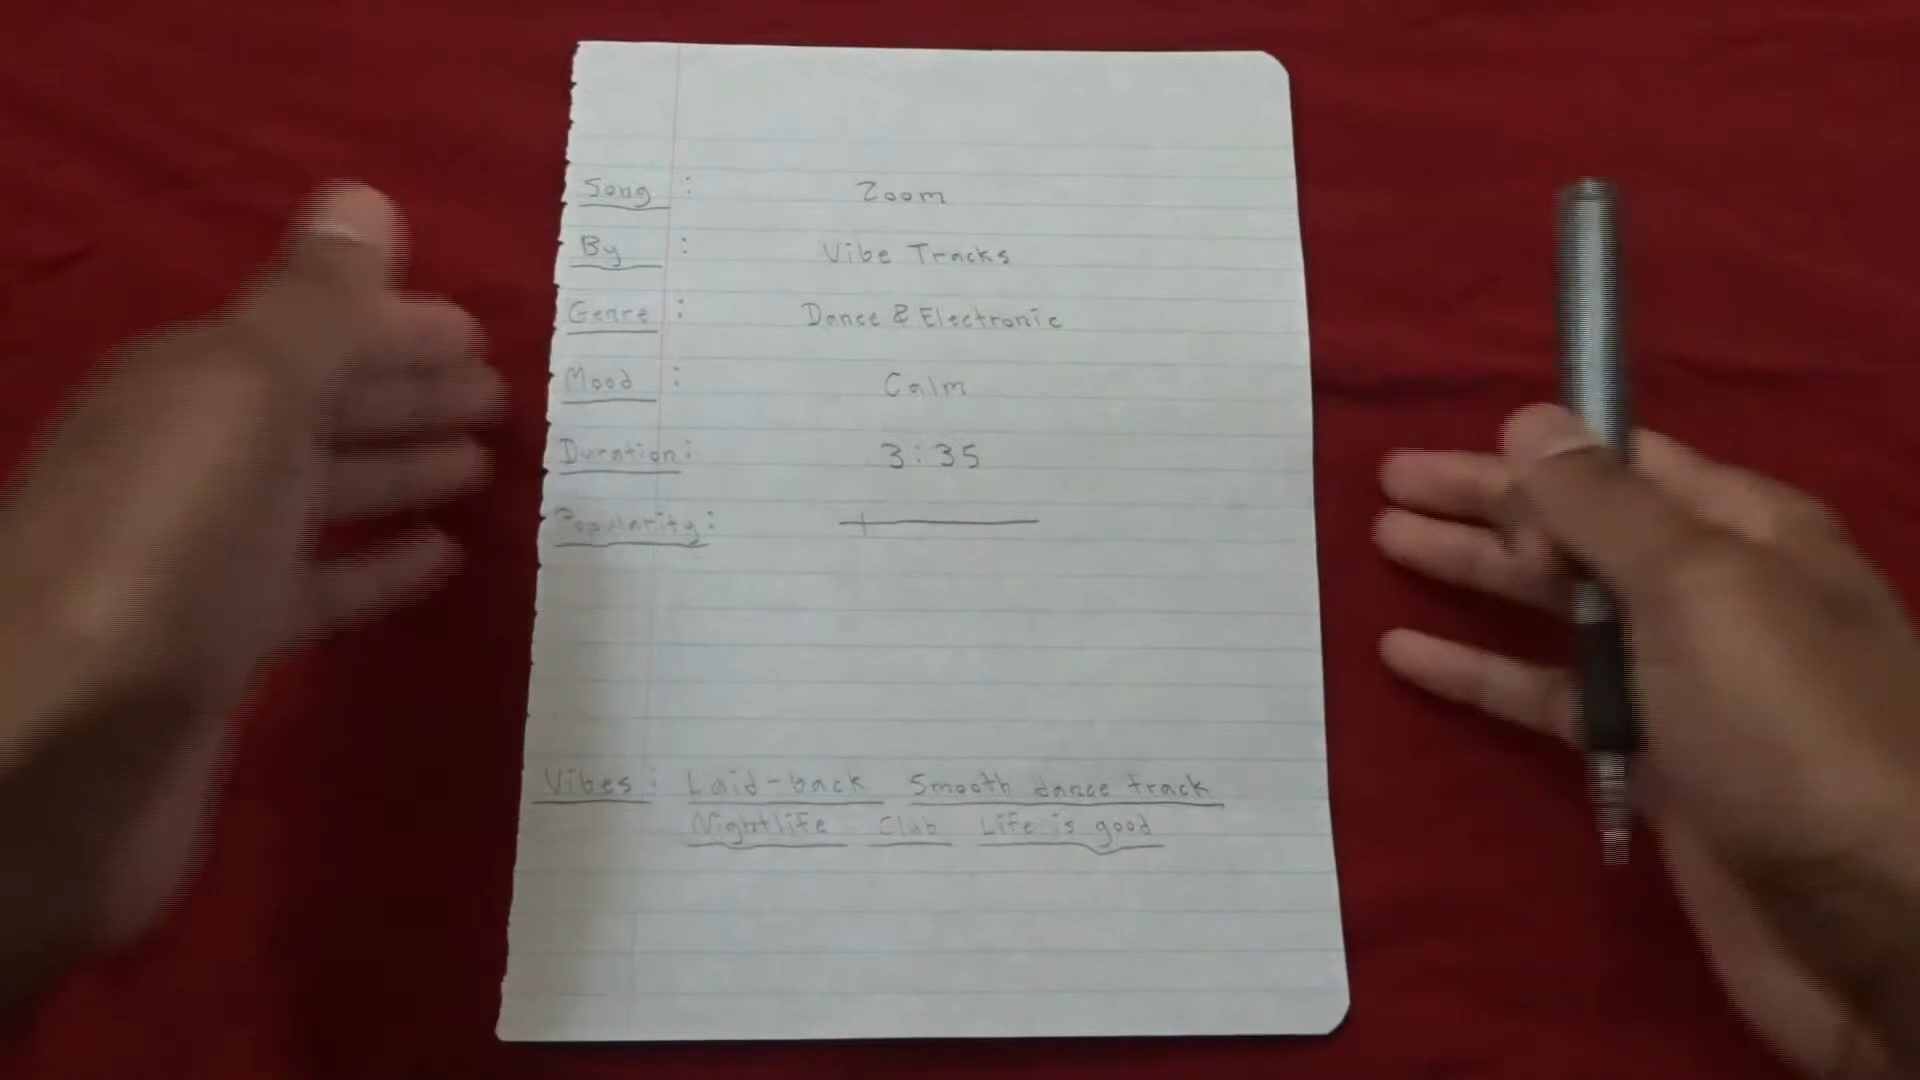 Song : Zoom
By : Vibe Tracks
Genre : Dance & Electronic
Mood : Calm
Duration : 3:35
Popularity :
Vibes : Laid-back Smooth dance track
Nightlife Club Life is good